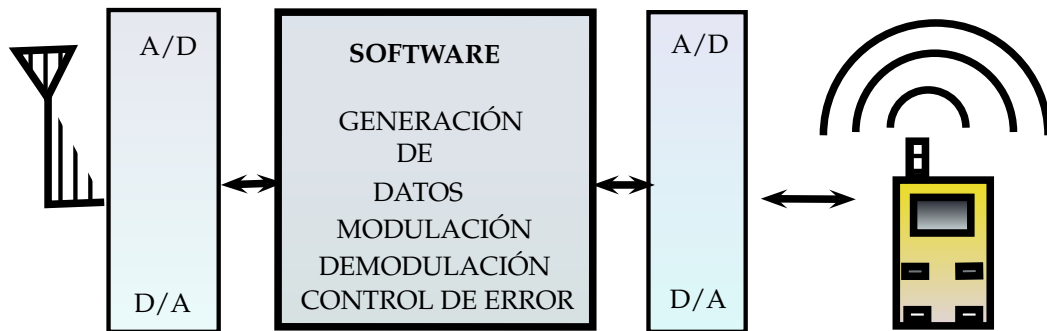 A/D
D/A
SOFTWARE
GENERACIÓN
DE
DATOS
MODULACIÓN
DEMODULACIÓN
CONTROL DE ERROR
A/D
D/A